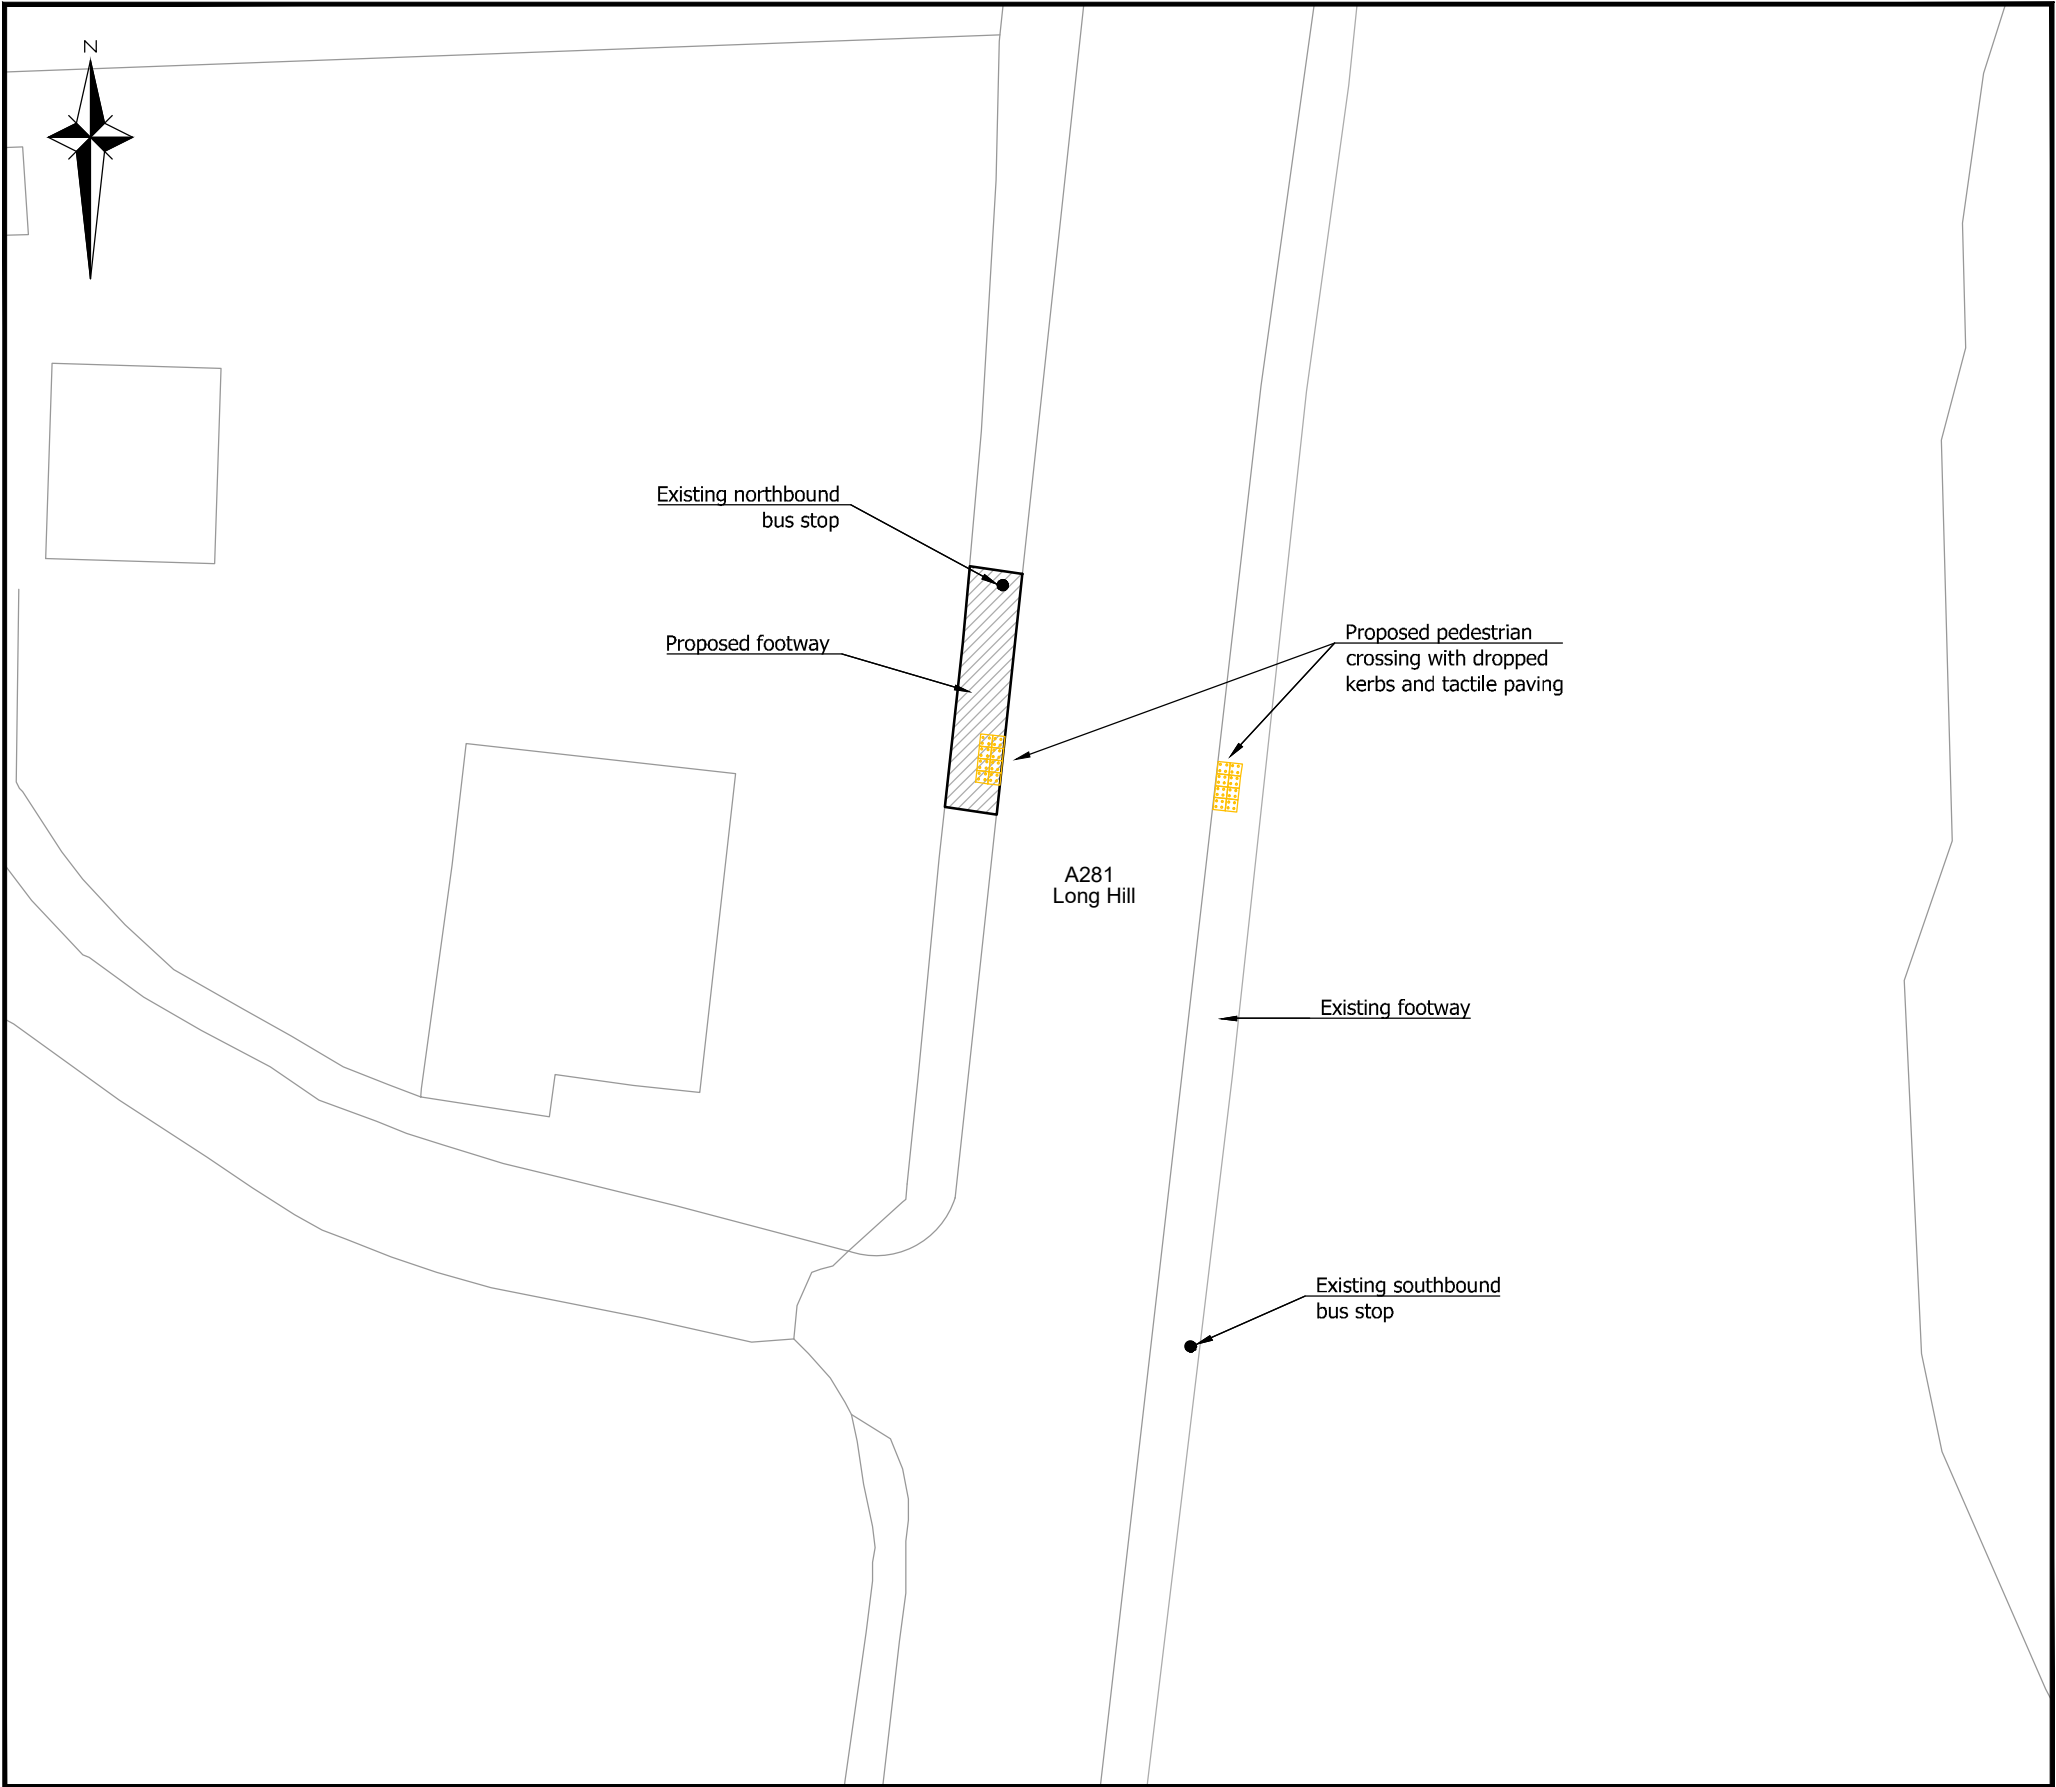 N
Existing northbound
bus stop
Proposed footway
Proposed pedestrian
crossing with dropped
kerbs and tactile paving
A281
Long Hill
Existing footway
Existing southbound
bus stop